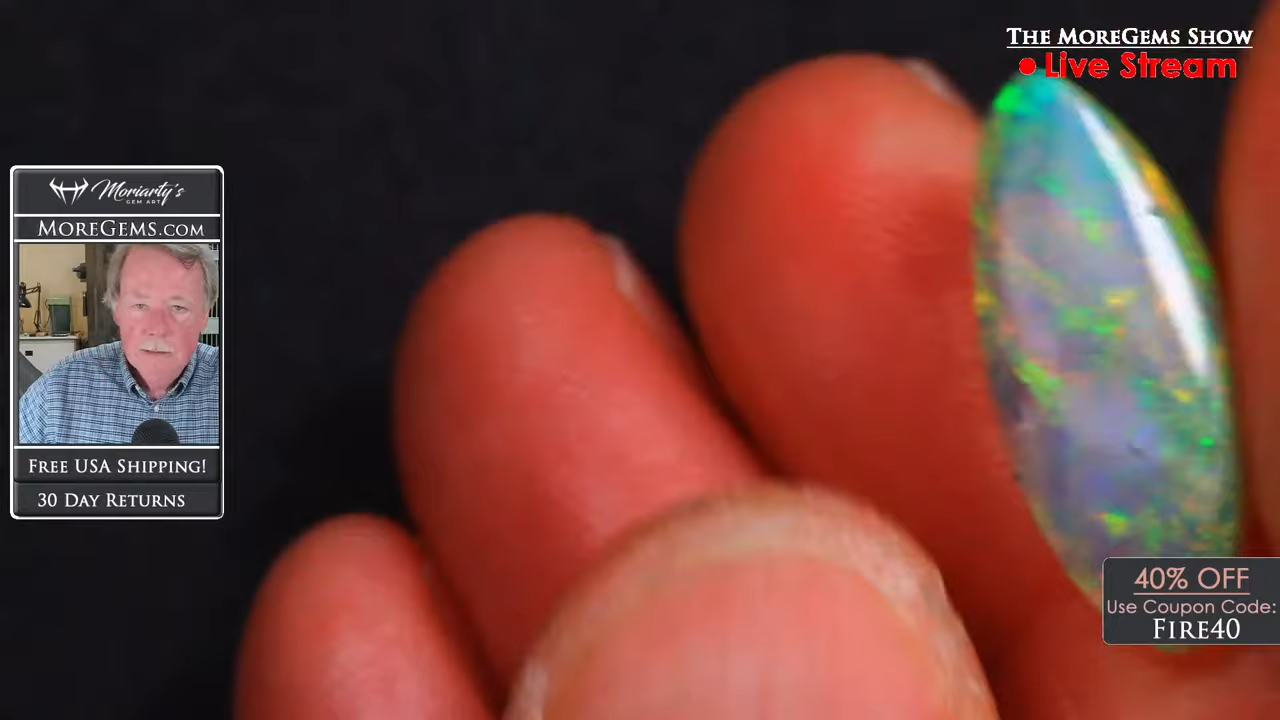 The MoreGems Show
Live Stream
Moriarty's
GEM ART
MoreGems.com
Free USA Shipping!
30 Day Returns
40% OFF
Use Coupon Code:
Fire40